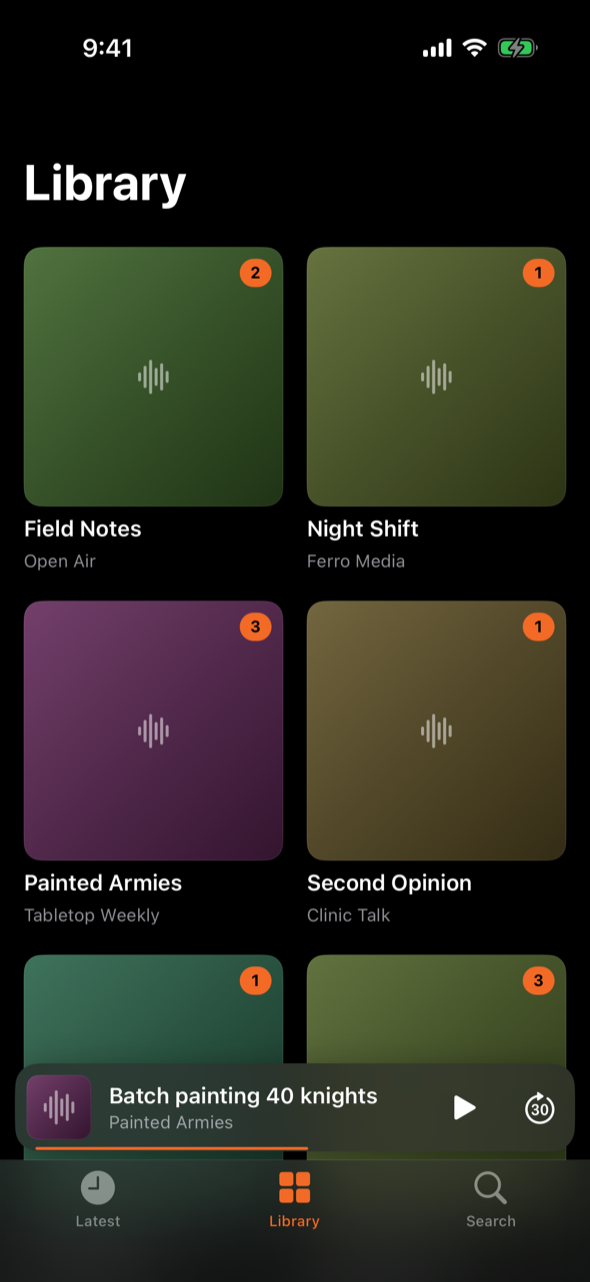 9:41
Library
2
1
Field Notes
Night Shift
Open Air
Ferro Media
3
1
Painted Armies
Second Opinion
Tabletop Weekly
Clinic Talk
1
3
Batch painting 40 knights
Painted Armies
30
Latest
Library
Search